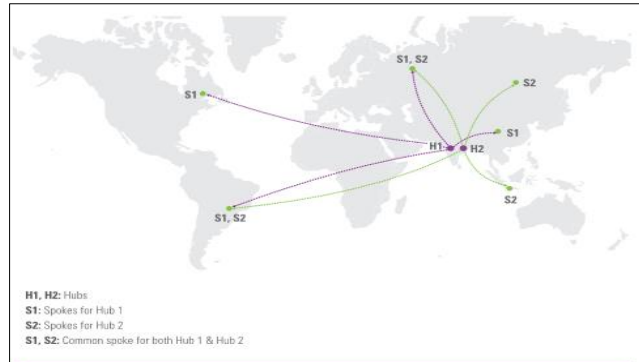 S1, S2
S2
S1
S1
H1 H2
S2
S1, S2
H1, H2: Hubs
S1: Spokes for Hub 1
S2: Spokes for Hub 2
S1, S2: Common spoke for both Hub 1 & Hub 2